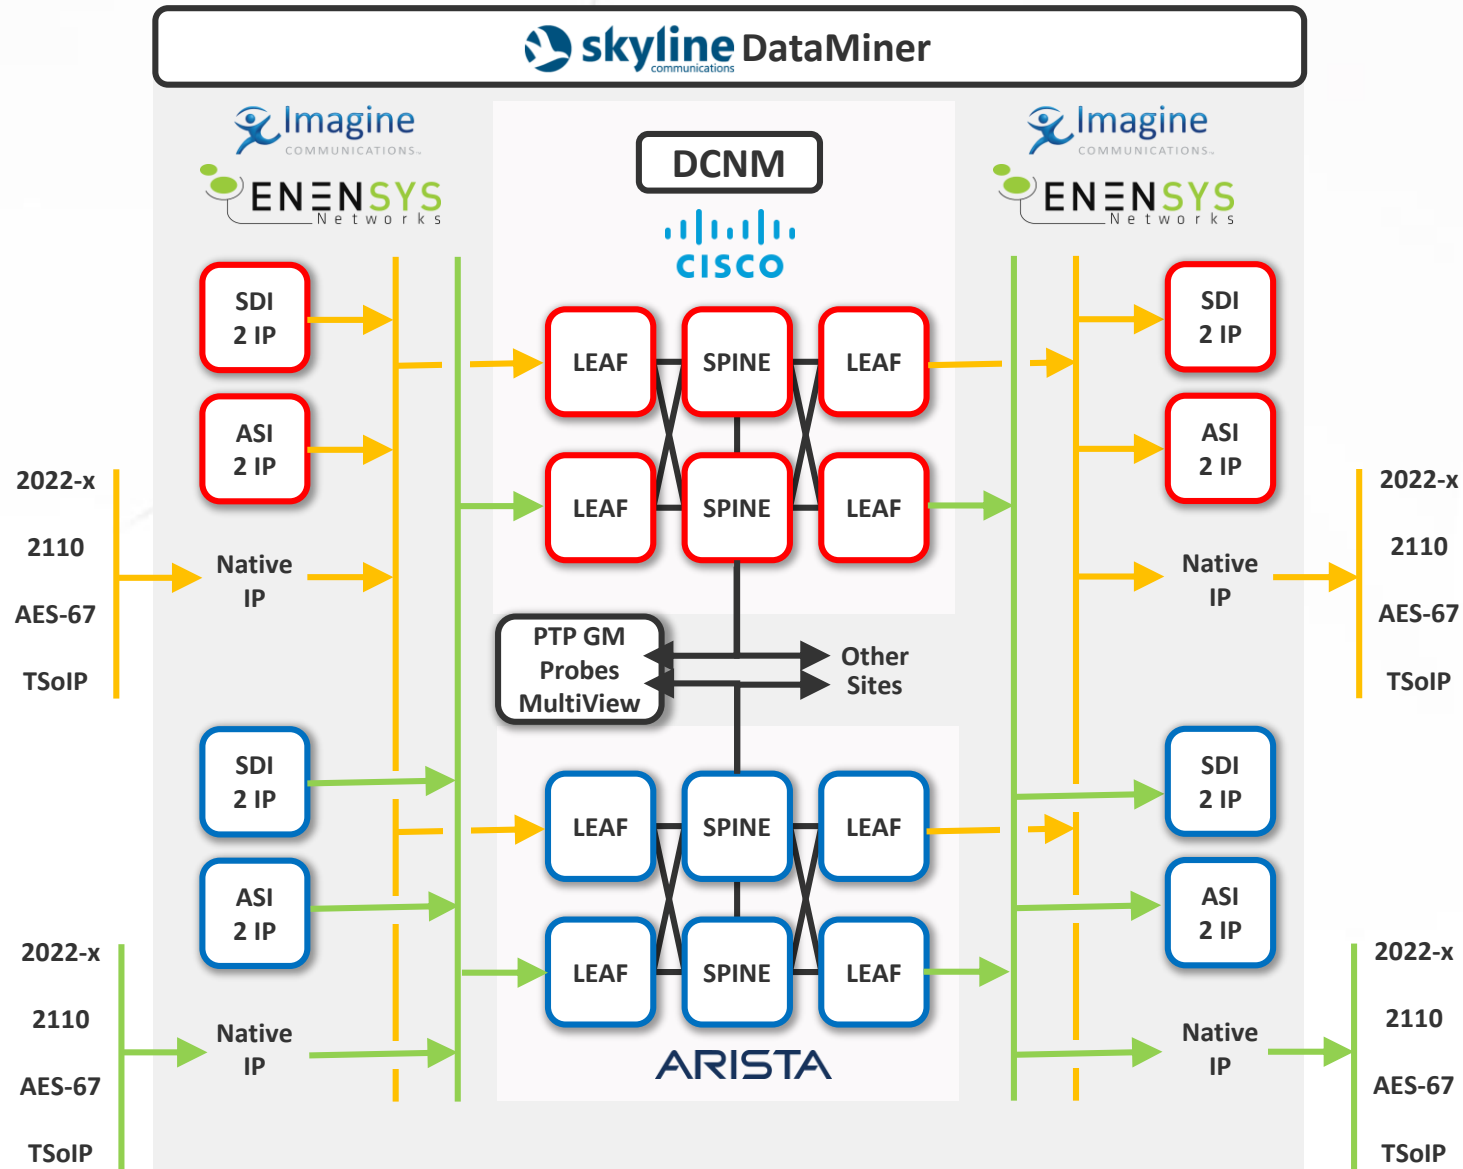 skyline DataMiner
communications
Imagine
COMMUNICATIONS™
ENENSYS
Networks
DCNM
CISCO
Imagine
COMMUNICATIONS™
ENENSYS
Networks
SDI
2 IP
ASI
2 IP
LEAF
SPINE
LEAF
LEAF
SPINE
LEAF
SDI
2 IP
ASI
2 IP
2022-x
2110
AES-67
TSoIP
Native
IP
Native
IP
2022-x
2110
AES-67
TSoIP
PTP GM
Probes
MultiView
Other
Sites
SDI
2 IP
ASI
2 IP
LEAF
SPINE
LEAF
LEAF
SPINE
LEAF
SDI
2 IP
ASI
2 IP
2022-x
2110
AES-67
TSoIP
Native
IP
ARISTA
Native
IP
2022-x
2110
AES-67
TSoIP